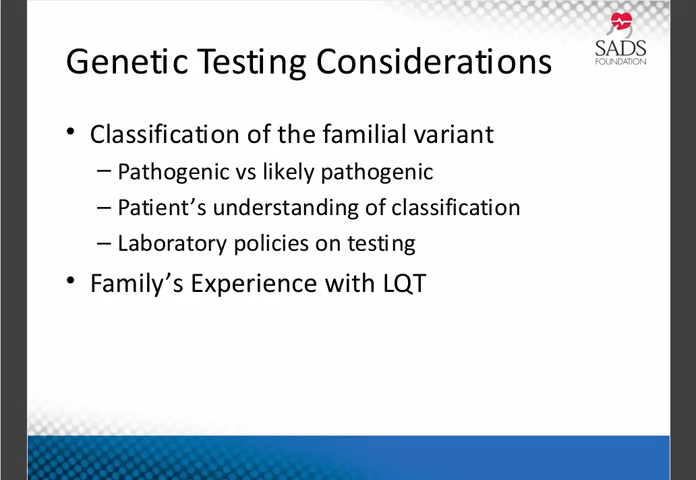 SADS
FOUNDATION
Genetic Testing Considerations
• Classification of the familial variant
– Pathogenic vs likely pathogenic
– Patient’s understanding of classification
– Laboratory policies on testing
• Family’s Experience with LQT